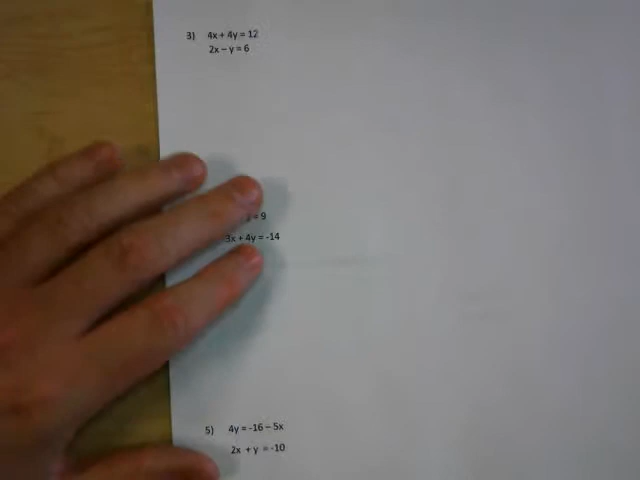 3) 4x + 4y = 12
2x – y = 6
= 9
3x + 4y = -14
5) 4y = -16 – 5x
2x + y = -10